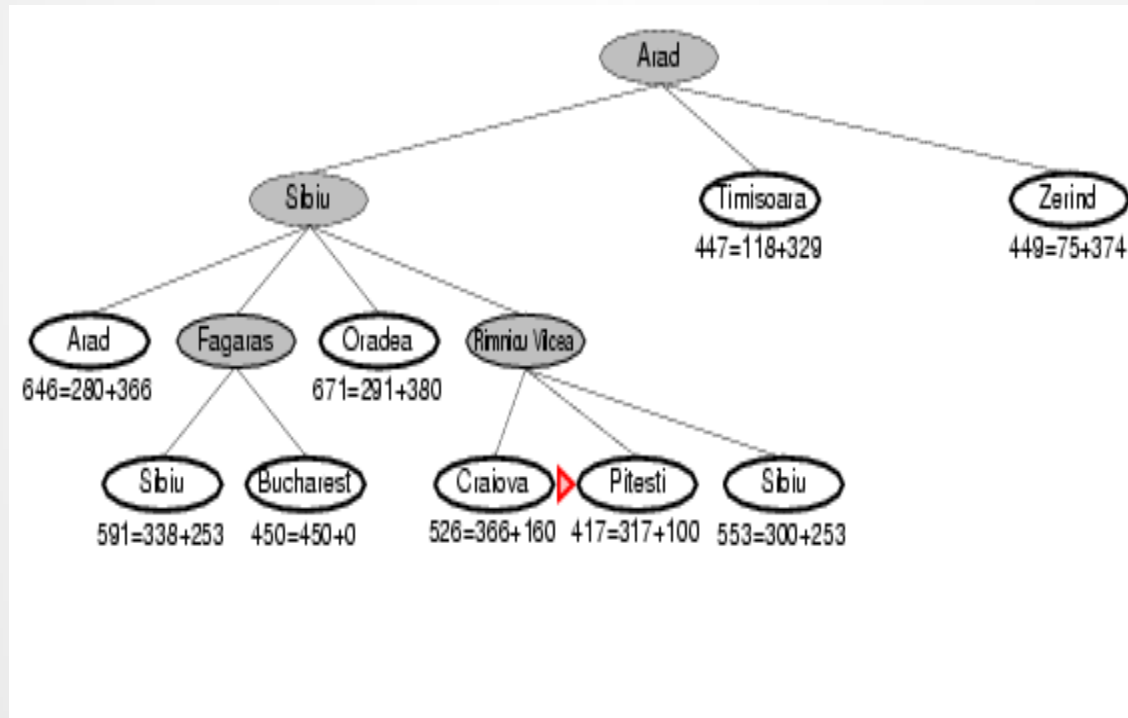 Arad
Sibiu
Timisoara
Zerind
447=118+329
449=75+374
Arad
Fagaras
Oradea
Rimnicu Vilcea
646=280+366
671=291+380
Sibiu
Bucharest
Craiova
Pitesti
Sibiu
591=338+253
450=450+0
526=366+160
417=317+100
553=300+253